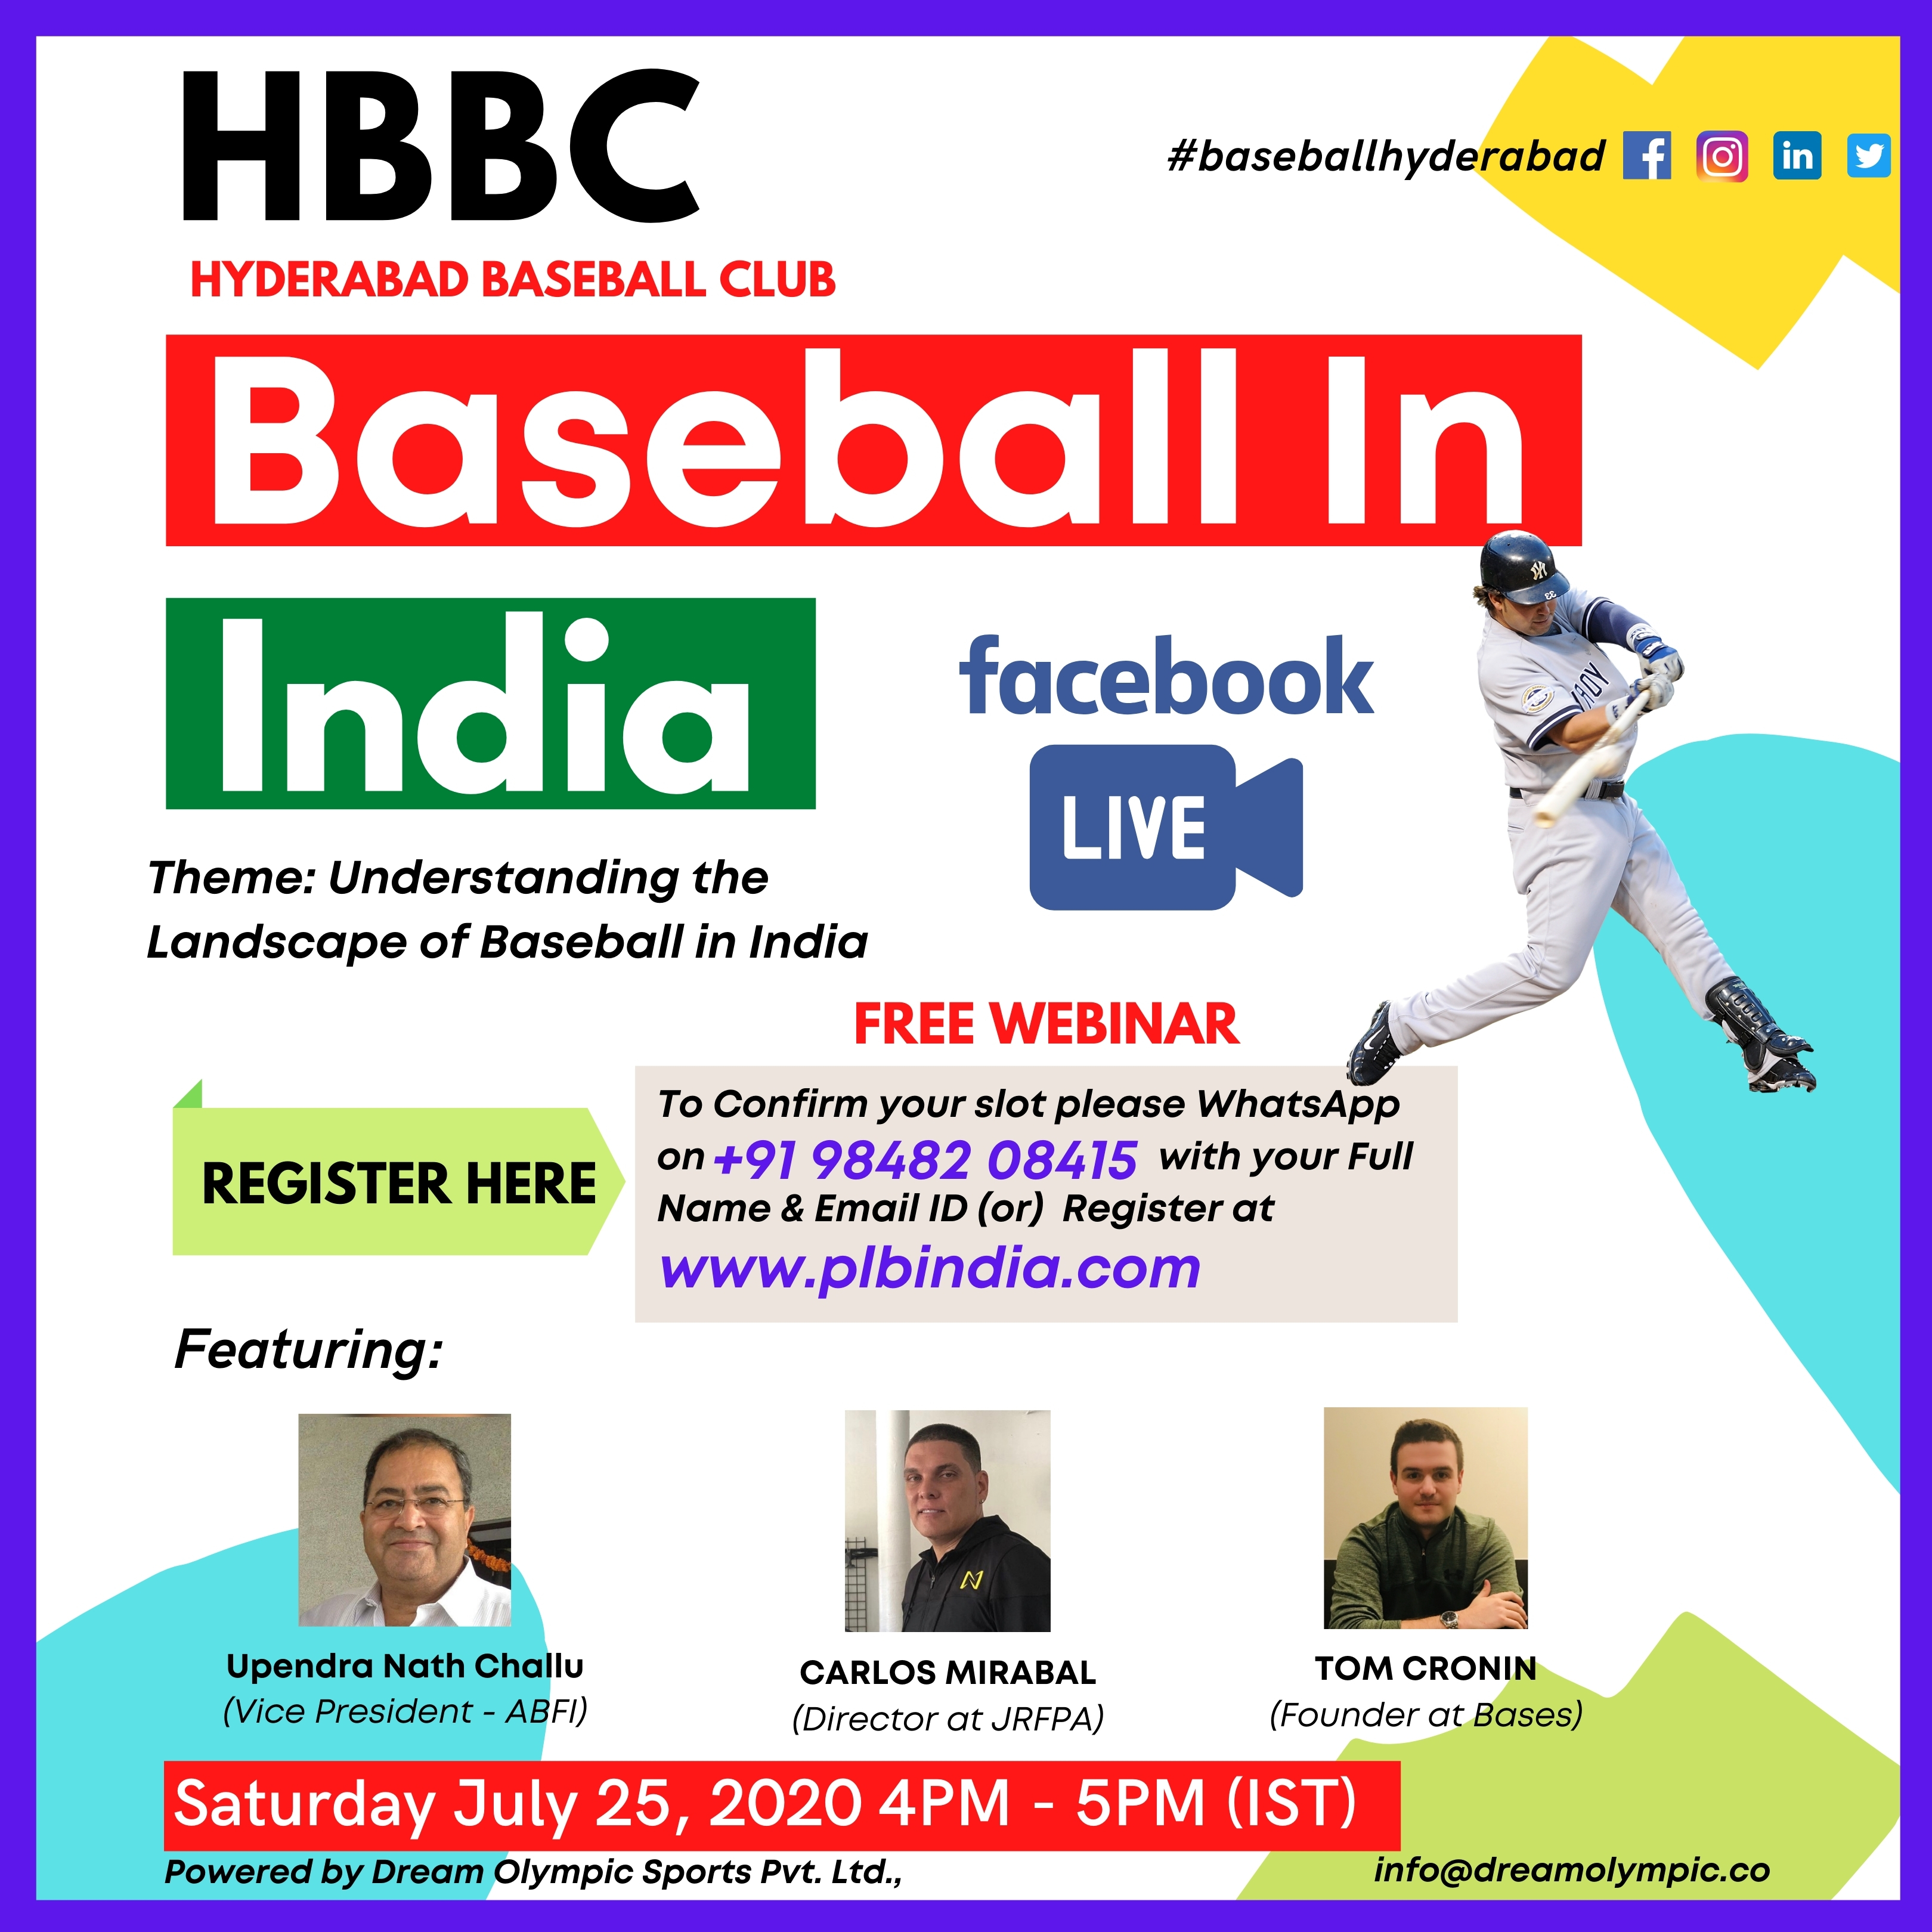 HBBC
#baseballhyderabad
HYDERABAD BASEBALL CLUB
Baseball In
India
facebook
LIVE
Theme: Understanding the
Landscape of Baseball in India
FREE WEBINAR
REGISTER HERE
To Confirm your slot please WhatsApp
on +91 98482 08415 with your Full
Name & Email ID (or) Register at
www.plbindia.com
Featuring:
Upendra Nath Challu
(Vice President - ABFI)
CARLOS MIRABAL
(Director at JRFPA)
TOM CRONIN
(Founder at Bases)
Saturday July 25, 2020 4PM - 5PM (IST)
Powered by Dream Olympic Sports Pvt. Ltd.,
info@dreamolympic.co